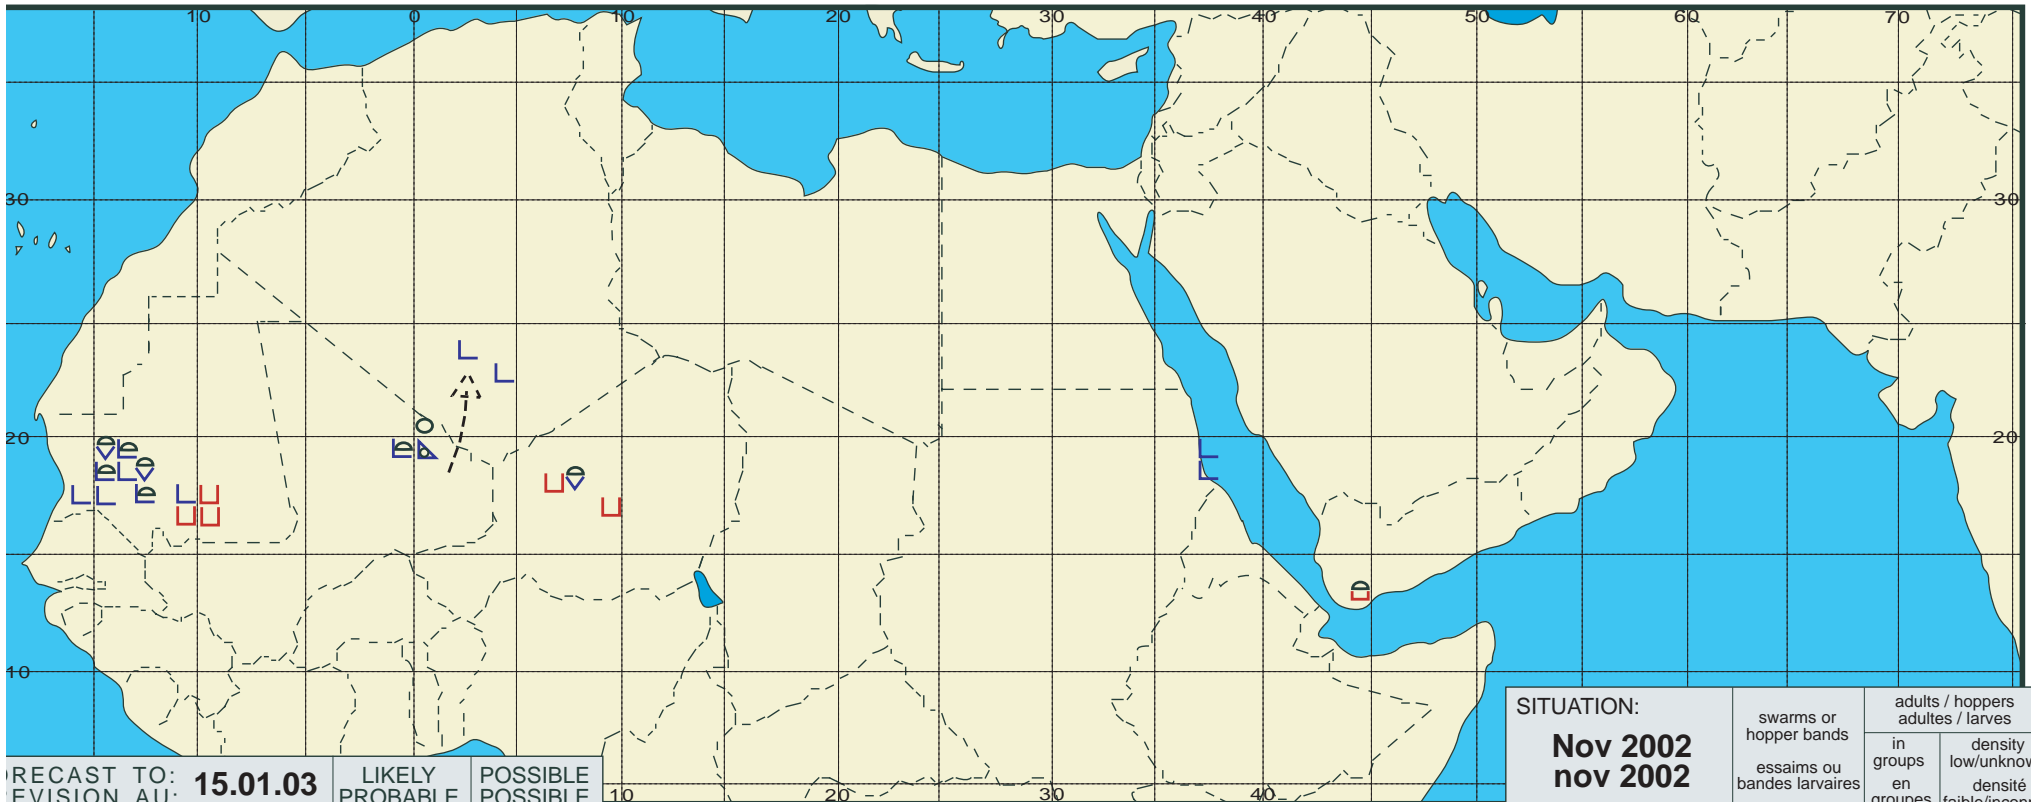 10 0 10 20 30 40 50 60 70
30 30
20 20
10
10 20 30 40
RECAST TO:
EVISION AU:
15.01.03
LIKELY
PROBABLE
POSSIBLE
POSSIBLE
SITUATION:
Nov 2002
nov 2002
swarms or
hopper bands
essaims ou
bandes larvaires
adults / hoppers
adultes / larves
in
groups
en
groupes
density
low/unknow
densité